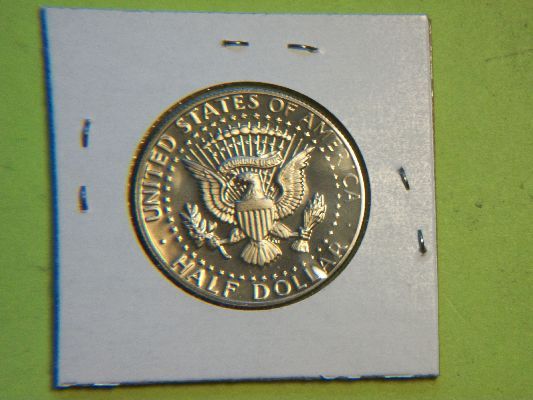 UNITED STATES OF AMERICA
HALF DOLLAR